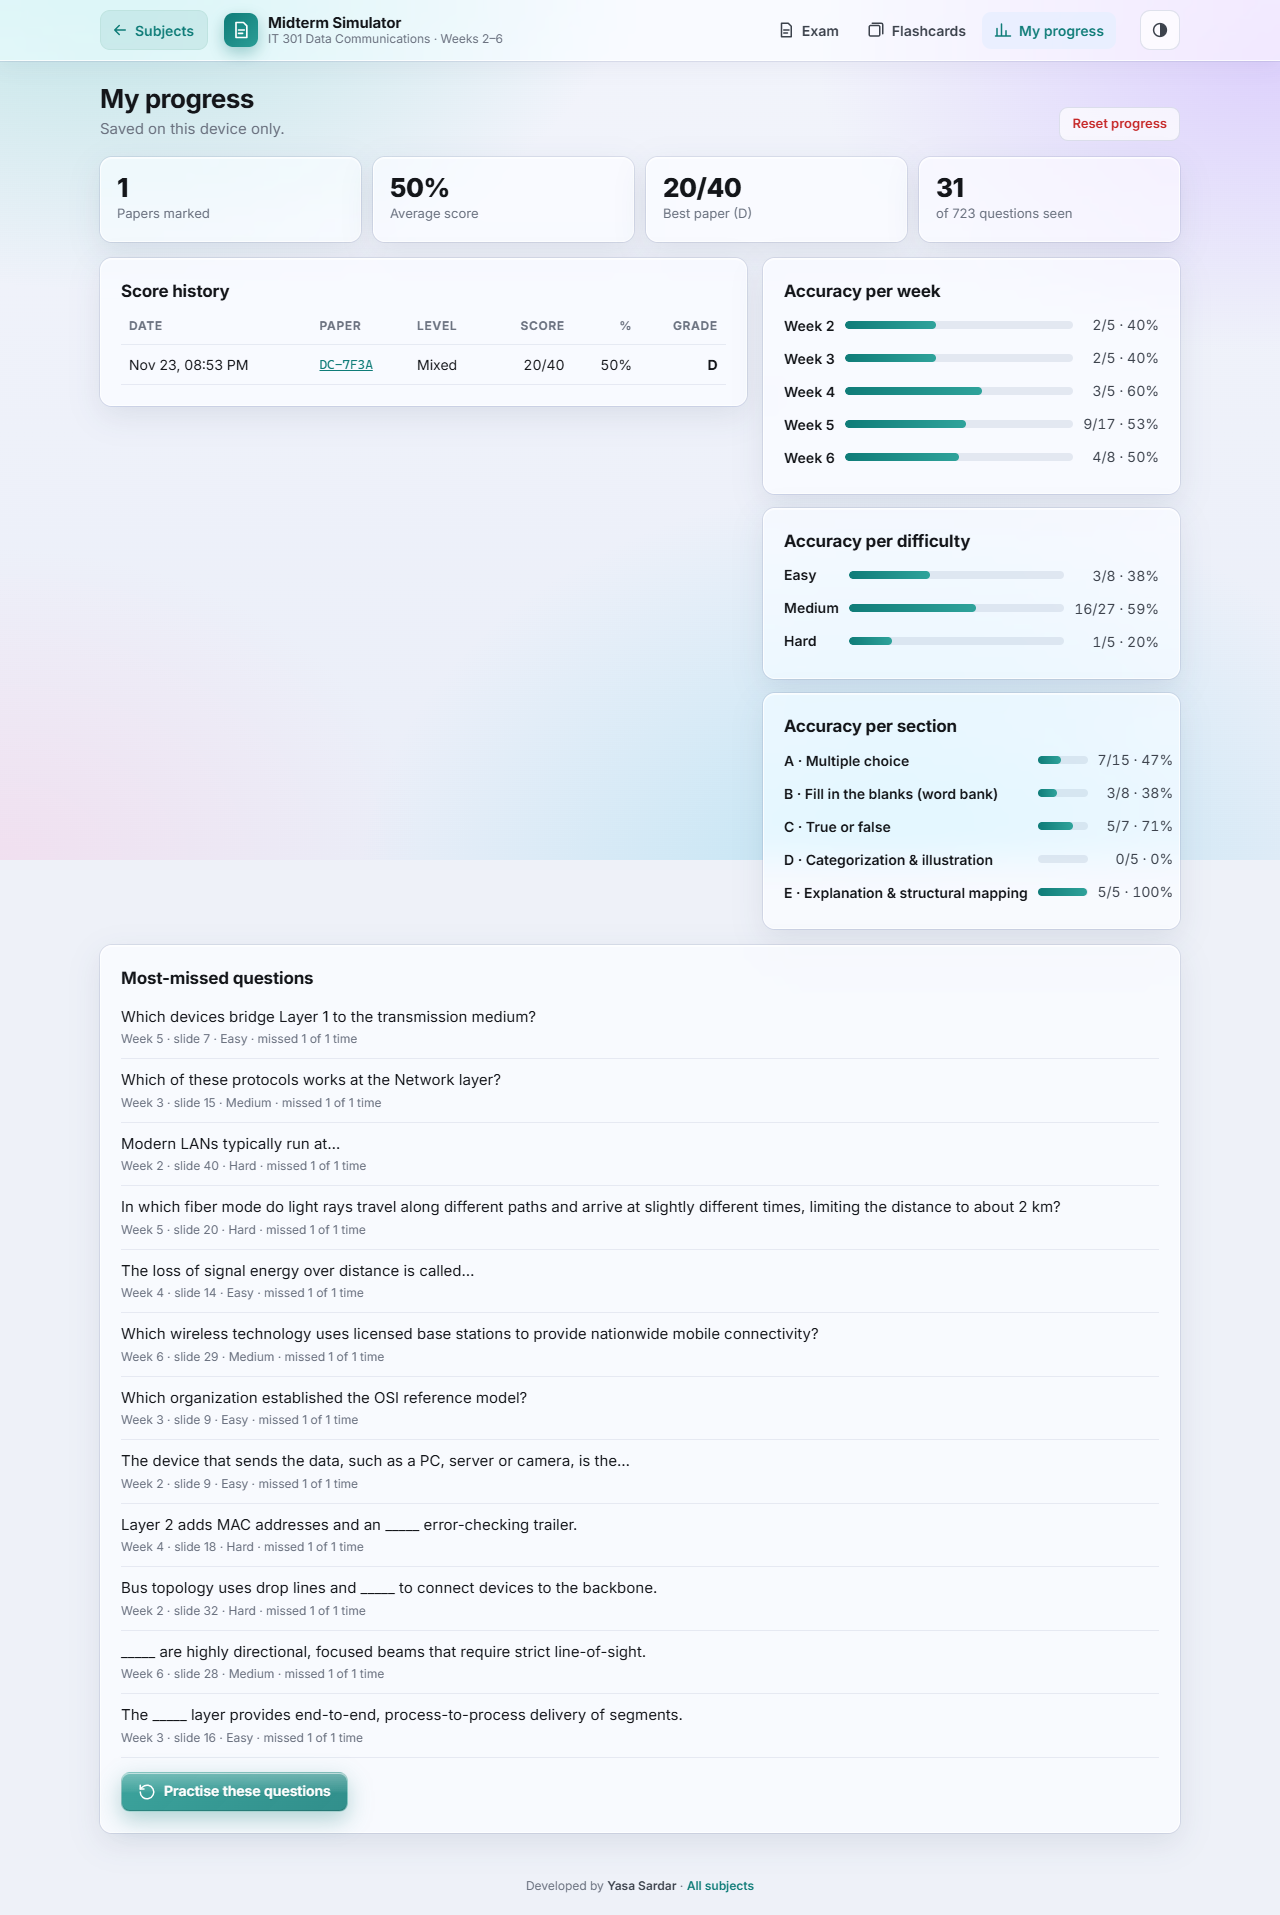 Subjects
Midterm Simulator
IT 301 Data Communications · Weeks 2–6
Exam
Flashcards
My progress
My progress
Saved on this device only.
Reset progress
1
Papers marked
50%
Average score
20/40
Best paper (D)
31
of 723 questions seen
Score history
DATE PAPER LEVEL SCORE % GRADE
Nov 23, 08:53 PM DC-7F3A Mixed 20/40 50% D
Accuracy per week
Week 2 2/5 · 40%
Week 3 2/5 · 40%
Week 4 3/5 · 60%
Week 5 9/17 · 53%
Week 6 4/8 · 50%
Accuracy per difficulty
Easy 3/8 · 38%
Medium 16/27 · 59%
Hard 1/5 · 20%
Accuracy per section
A · Multiple choice 7/15 · 47%
B · Fill in the blanks (word bank) 3/8 · 38%
C · True or false 5/7 · 71%
D · Categorization & illustration 0/5 · 0%
E · Explanation & structural mapping 5/5 · 100%
Most-missed questions
Which devices bridge Layer 1 to the transmission medium?
Week 5 · slide 7 · Easy · missed 1 of 1 time
Which of these protocols works at the Network layer?
Week 3 · slide 15 · Medium · missed 1 of 1 time
Modern LANs typically run at…
Week 2 · slide 40 · Hard · missed 1 of 1 time
In which fiber mode do light rays travel along different paths and arrive at slightly different times, limiting the distance to about 2 km?
Week 5 · slide 20 · Hard · missed 1 of 1 time
The loss of signal energy over distance is called…
Week 4 · slide 14 · Easy · missed 1 of 1 time
Which wireless technology uses licensed base stations to provide nationwide mobile connectivity?
Week 6 · slide 29 · Medium · missed 1 of 1 time
Which organization established the OSI reference model?
Week 3 · slide 9 · Easy · missed 1 of 1 time
The device that sends the data, such as a PC, server or camera, is the…
Week 2 · slide 9 · Easy · missed 1 of 1 time
Layer 2 adds MAC addresses and an _____ error-checking trailer.
Week 4 · slide 18 · Hard · missed 1 of 1 time
Bus topology uses drop lines and _____ to connect devices to the backbone.
Week 2 · slide 32 · Hard · missed 1 of 1 time
_____ are highly directional, focused beams that require strict line-of-sight.
Week 6 · slide 28 · Medium · missed 1 of 1 time
The _____ layer provides end-to-end, process-to-process delivery of segments.
Week 3 · slide 16 · Easy · missed 1 of 1 time
Practise these questions
Developed by Yasa Sardar · All subjects